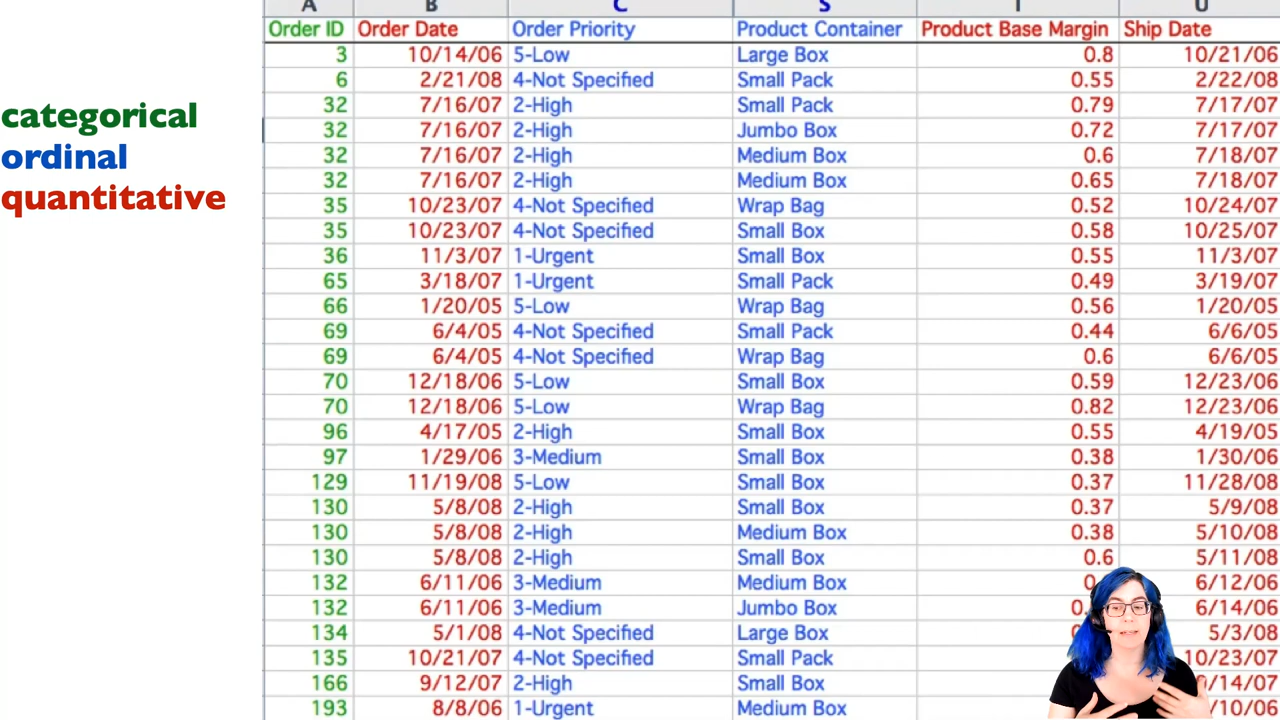 A B C S T U
Order ID Order Date Order Priority Product Container Product Base Margin Ship Date
3 10/14/06 5-Low Large Box 0.8 10/21/06
categorical
ordinal
quantitative
6 2/21/08 4-Not Specified Small Pack 0.55 2/22/08
32 7/16/07 2-High Small Pack 0.79 7/17/07
32 7/16/07 2-High Jumbo Box 0.72 7/17/07
32 7/16/07 2-High Medium Box 0.6 7/18/07
32 7/16/07 2-High Medium Box 0.65 7/18/07
35 10/23/07 4-Not Specified Wrap Bag 0.52 10/24/07
35 10/23/07 4-Not Specified Small Box 0.58 10/25/07
36 11/3/07 1-Urgent Small Box 0.55 11/3/07
65 3/18/07 1-Urgent Small Pack 0.49 3/19/07
66 1/20/05 5-Low Wrap Bag 0.56 1/20/05
69 6/4/05 4-Not Specified Small Pack 0.44 6/6/05
69 6/4/05 4-Not Specified Wrap Bag 0.6 6/6/05
70 12/18/06 5-Low Small Box 0.59 12/23/06
70 12/18/06 5-Low Wrap Bag 0.82 12/23/06
96 4/17/05 2-High Small Box 0.55 4/19/05
97 1/29/06 3-Medium Small Box 0.38 1/30/06
129 11/19/08 5-Low Small Box 0.37 11/28/08
130 5/8/08 2-High Small Box 0.37 5/9/08
130 5/8/08 2-High Medium Box 0.38 5/10/08
130 5/8/08 2-High Small Box 0.6 5/11/08
132 6/11/06 3-Medium Medium Box 6/12/06
132 6/11/06 3-Medium Jumbo Box 6/14/06
134 5/1/08 4-Not Specified Large Box 5/3/08
135 10/21/07 4-Not Specified Small Pack 10/23/07
166 9/12/07 2-High Small Box
193 8/8/06 1-Urgent Medium Box